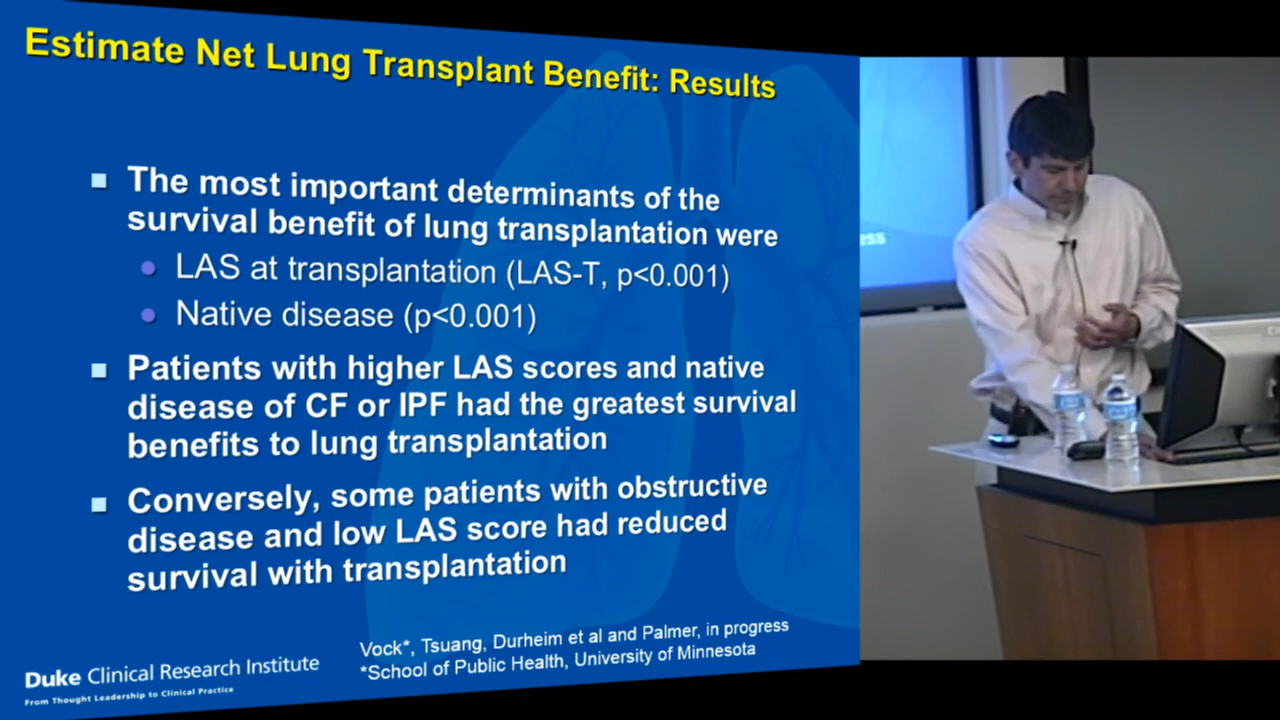 Estimate Net Lung Transplant Benefit: Results
The most important determinants of the
survival benefit of lung transplantation were
LAS at transplantation (LAS-T, p<0.001)
Native disease (p<0.001)
Patients with higher LAS scores and native
disease of CF or IPF had the greatest survival
benefits to lung transplantation
Conversely, some patients with obstructive
disease and low LAS score had reduced
survival with transplantation
Vock*, Tsuang, Durheim et al and Palmer, in progress
*School of Public Health, University of Minnesota
Duke Clinical Research Institute
From Thought Leadership to Clinical Practice
ess